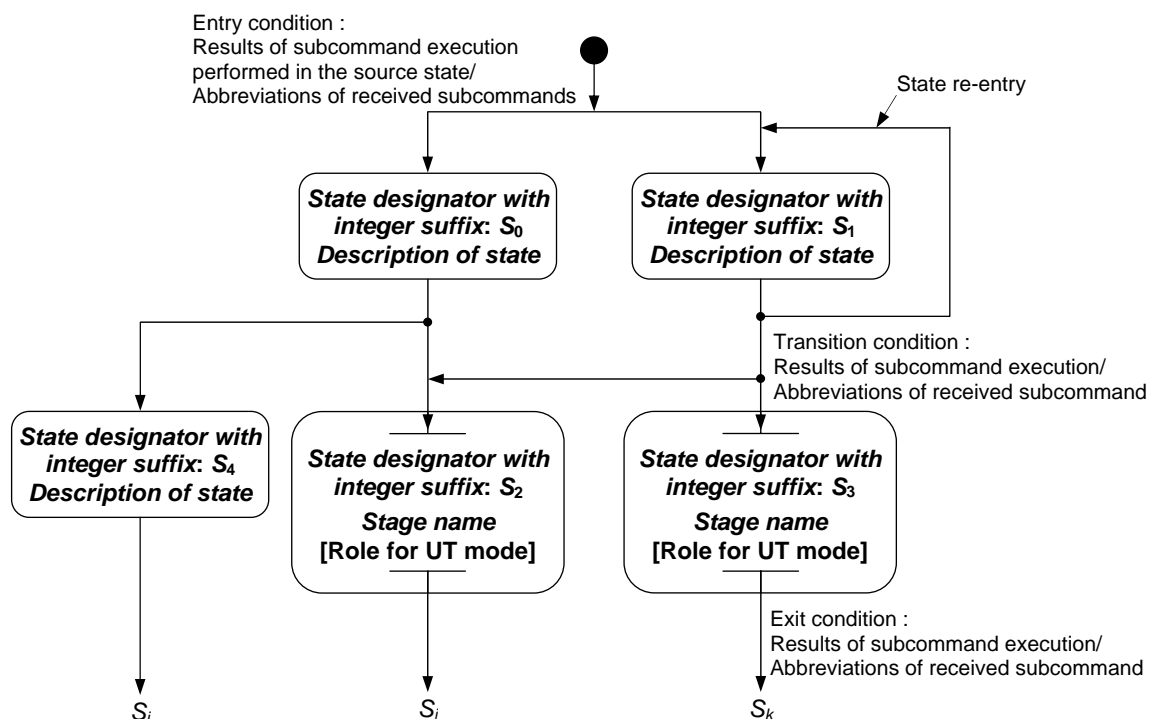 Entry condition :
Results of subcommand execution
performed in the source state/
Abbreviations of received subcommands
State re-entry
State designator with
integer suffix: S0
Description of state
State designator with
integer suffix: S1
Description of state
Transition condition :
Results of subcommand execution/
Abbreviations of received subcommand
State designator with
integer suffix: S4
Description of state
State designator with
integer suffix: S2
Stage name
[Role for UT mode]
State designator with
integer suffix: S3
Stage name
[Role for UT mode]
Exit condition :
Results of subcommand execution/
Abbreviations of received subcommand
Sk